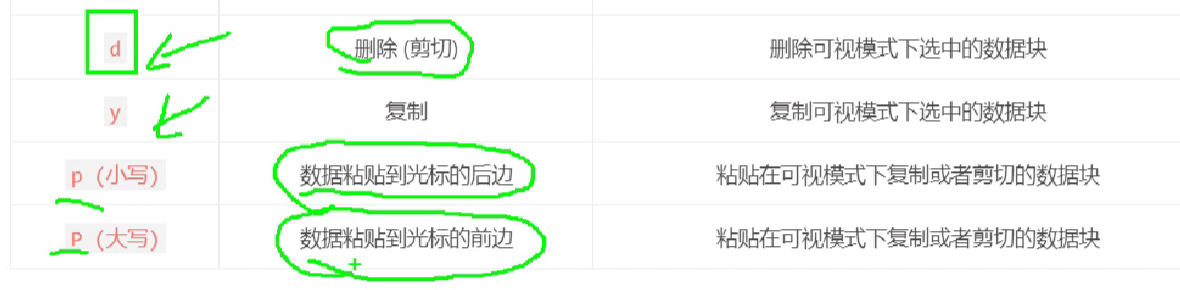 d 删除 (剪切) 删除可视模式下选中的数据块
y 复制 复制可视模式下选中的数据块
p (小写) 数据粘贴到光标的后边 粘贴在可视模式下复制或者剪切的数据块
P (大写) 数据粘贴到光标的前边 粘贴在可视模式下复制或者剪切的数据块